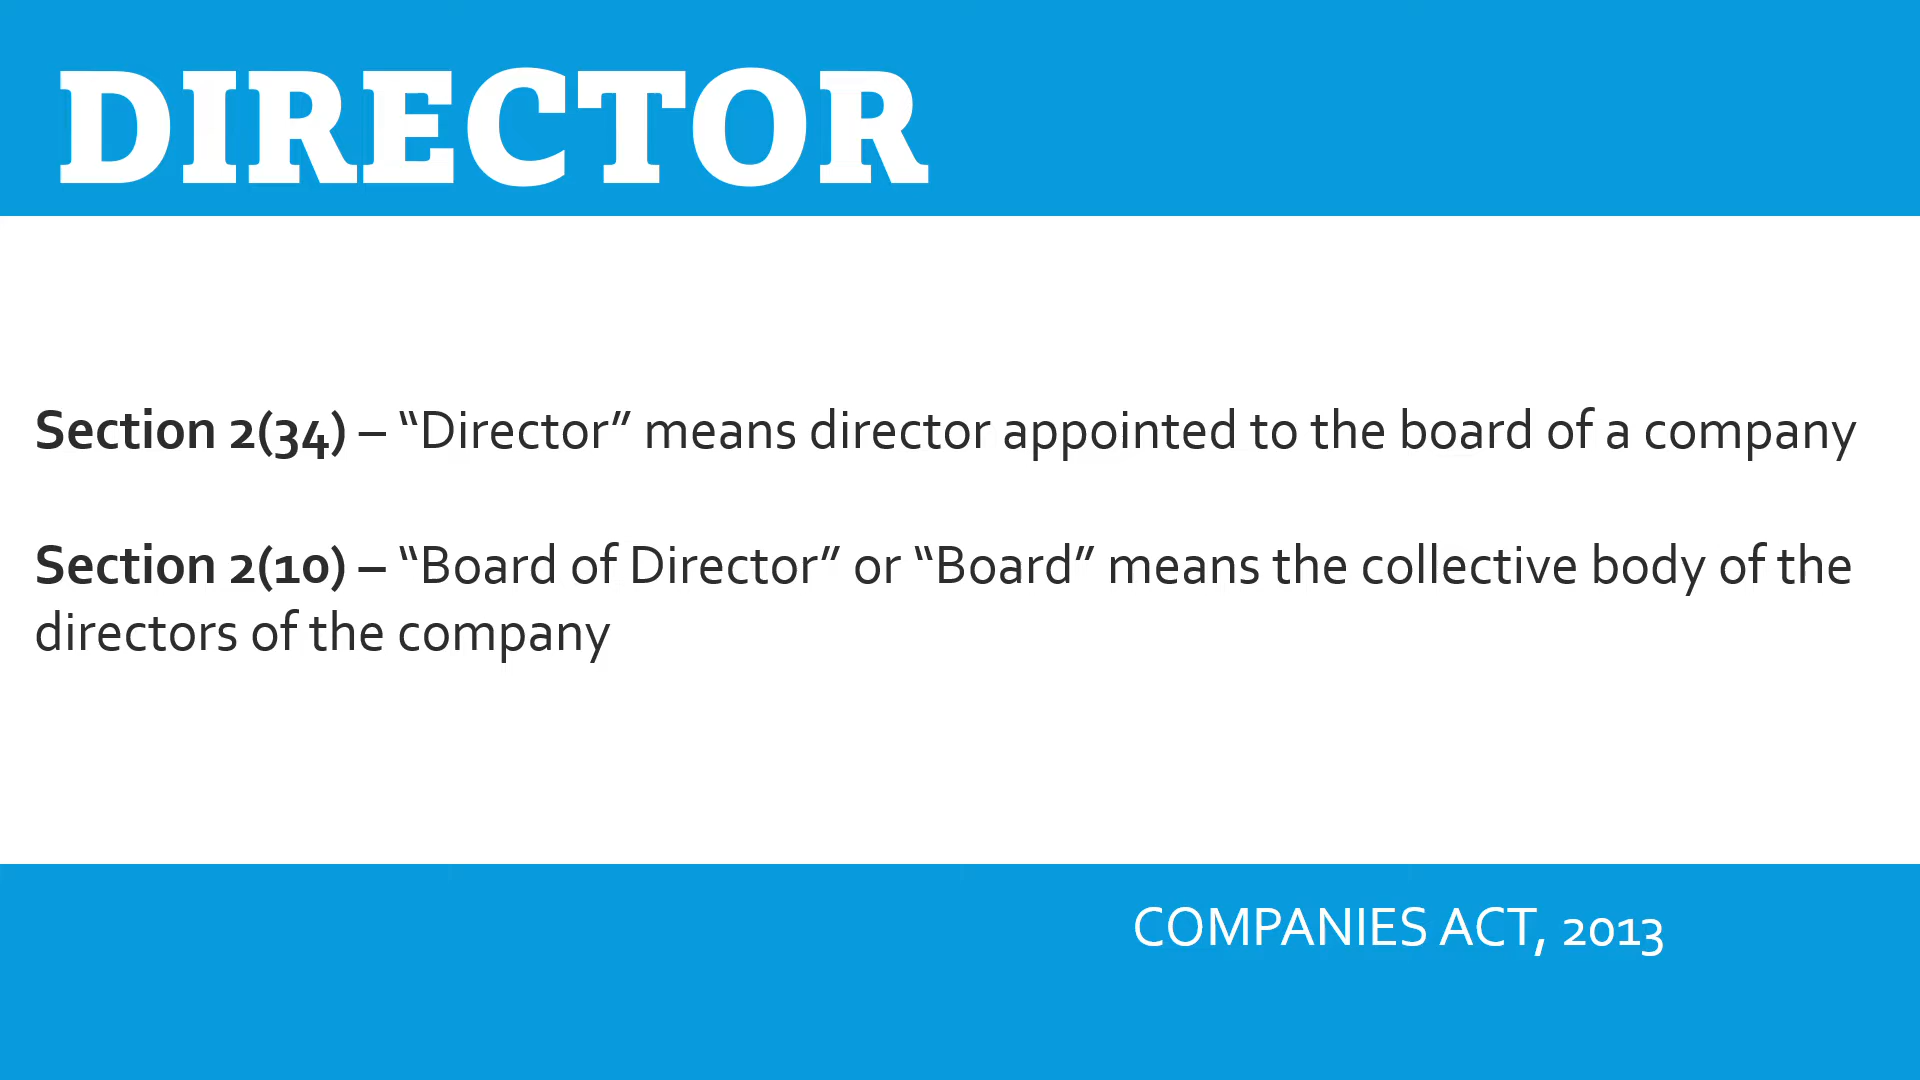 DIRECTOR
Section 2(34) – “Director” means director appointed to the board of a company
Section 2(10) – “Board of Director” or “Board” means the collective body of the
directors of the company
COMPANIES ACT, 2013